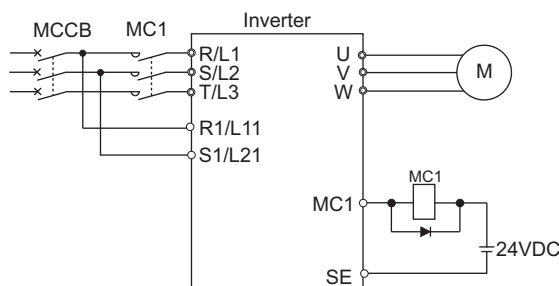 Inverter
MCCB MC1
R/L1
S/L2
T/L3
R1/L11
S1/L21
U
V
W
M
MC1
MC1
24VDC
SE